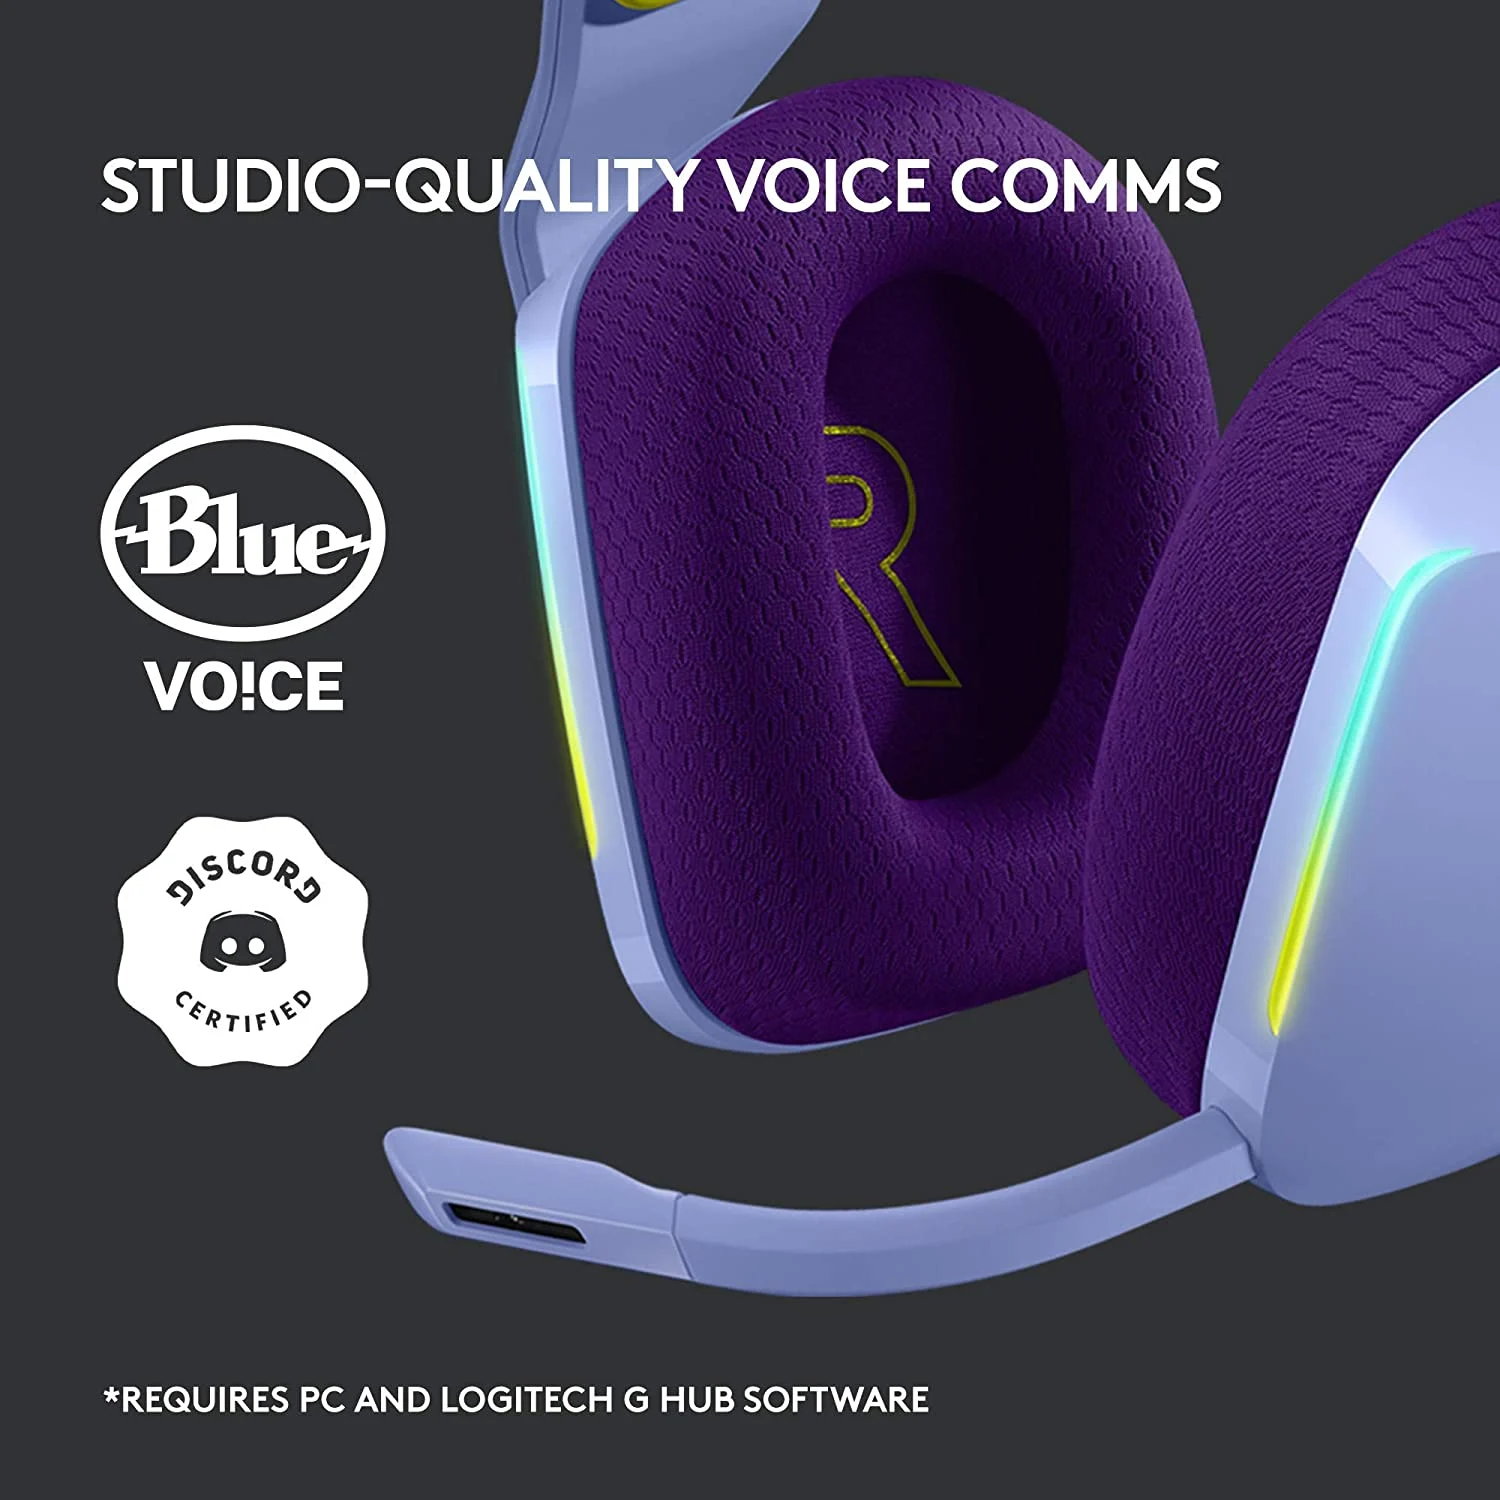 STUDIO-QUALITY VOICE COMMS
R
Blue
VO!CE
DISCORD
CERTIFIED
*REQUIRES PC AND LOGITECH G HUB SOFTWARE